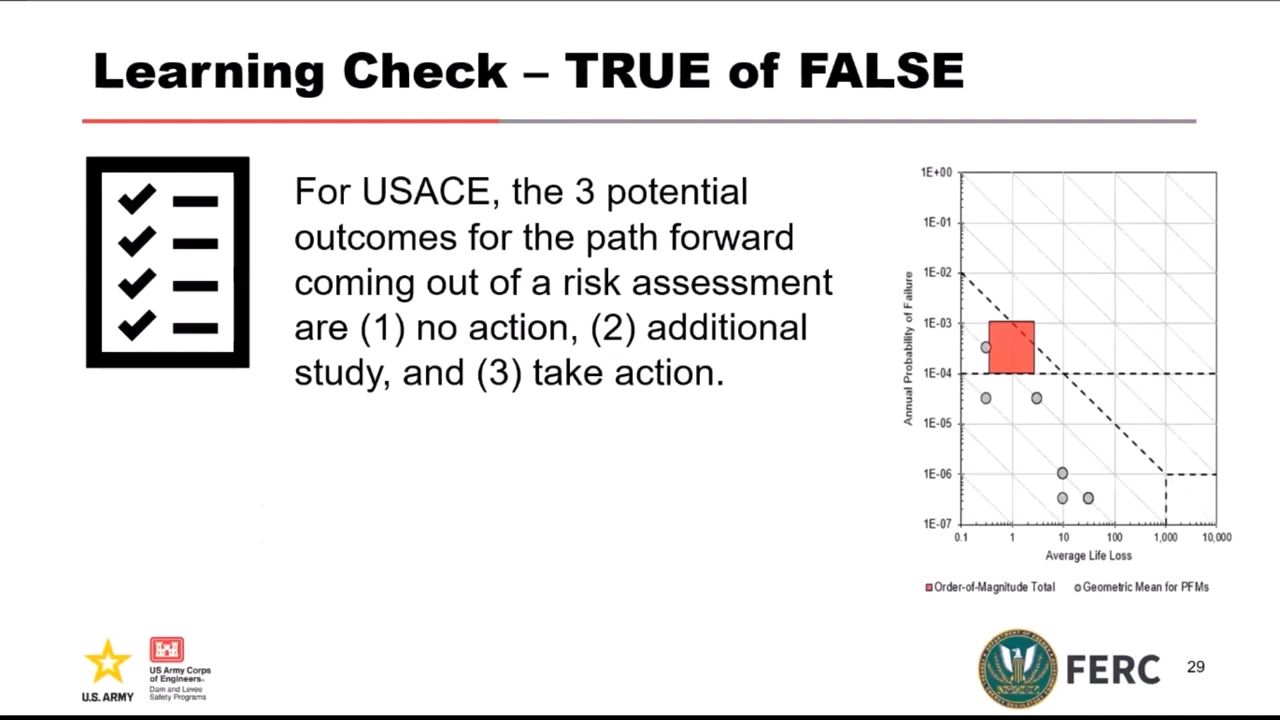 Learning Check – TRUE of FALSE
For USACE, the 3 potential
outcomes for the path forward
coming out of a risk assessment
are (1) no action, (2) additional
study, and (3) take action.
Annual Probability of Failure
1E+00
1E-01
1E-02
1E-03
1E-04
1E-05
1E-06
1E-07
0.1 1 10 100 1,000 10,000
Average Life Loss
Order-of-Magnitude Total Geometric Mean for PFMs
U.S. ARMY
US Army Corps
of Engineers®
Dam and Levee
Safety Programs
FERC
29